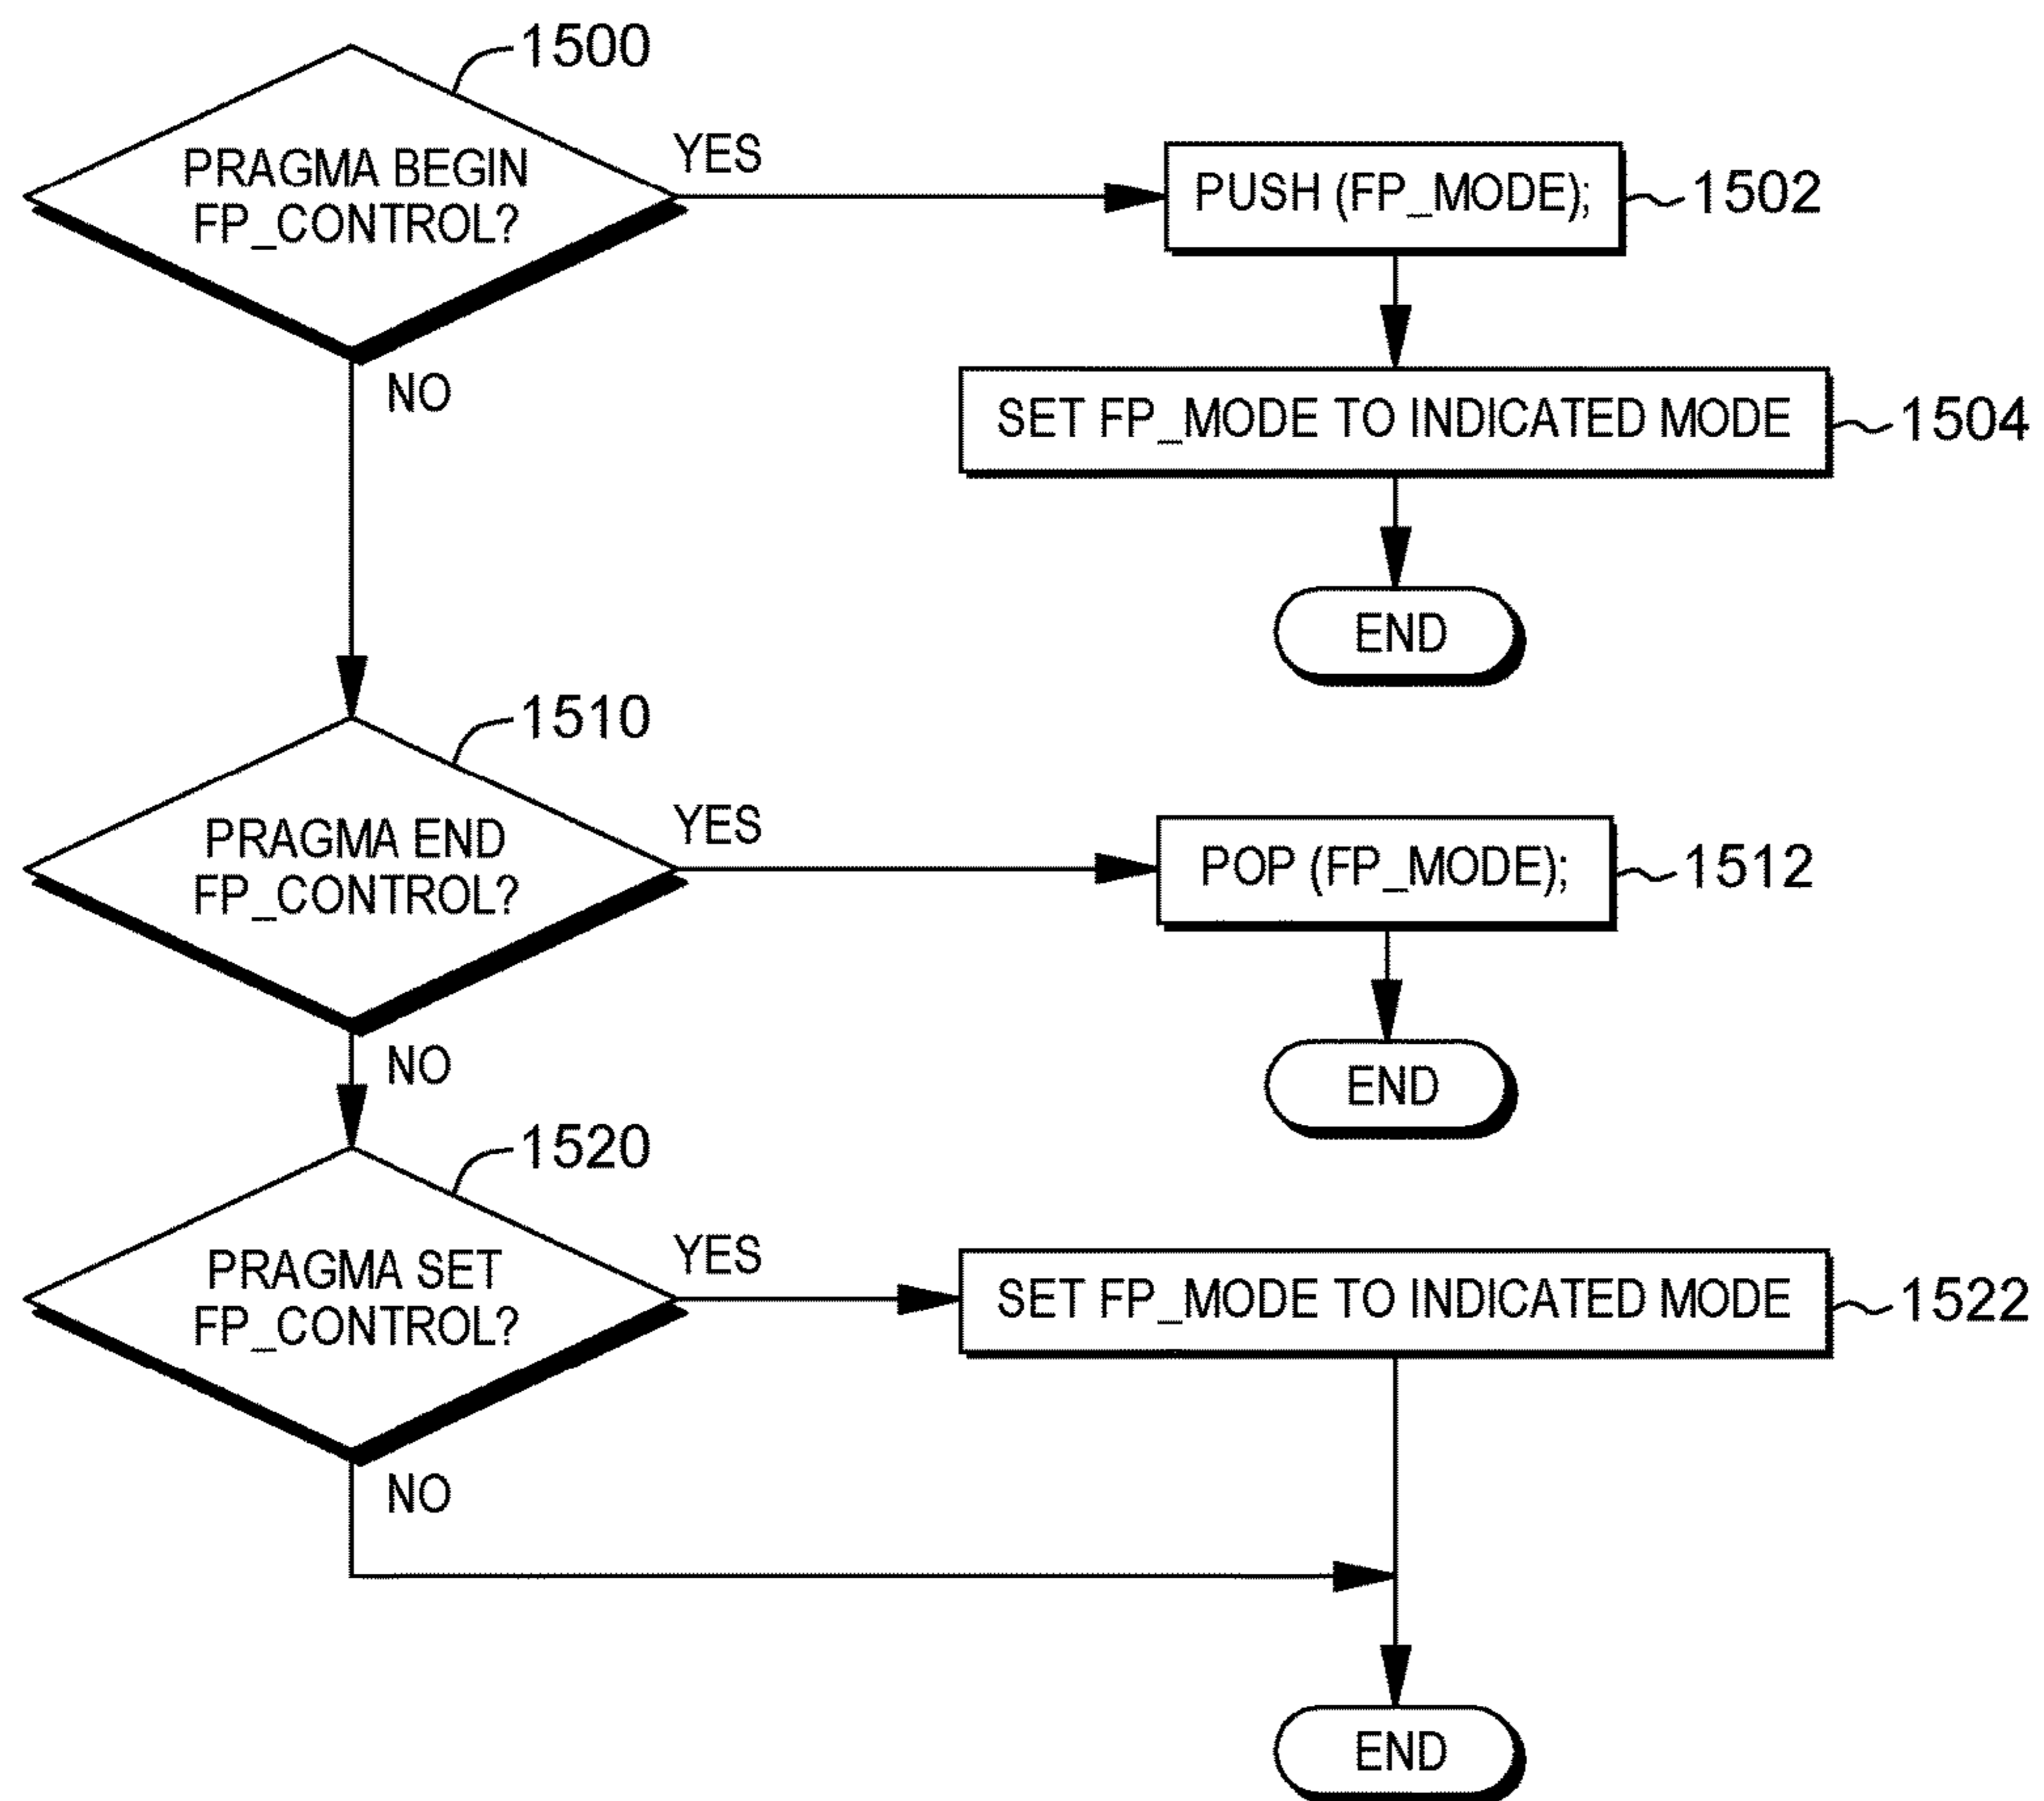 1500
PRAGMA BEGIN
FP_CONTROL?
YES
PUSH (FP_MODE);
1502
NO
SET FP_MODE TO INDICATED MODE
1504
END
1510
PRAGMA END
FP_CONTROL?
YES
POP (FP_MODE);
1512
NO
END
1520
PRAGMA SET
FP_CONTROL?
YES
SET FP_MODE TO INDICATED MODE
1522
NO
END